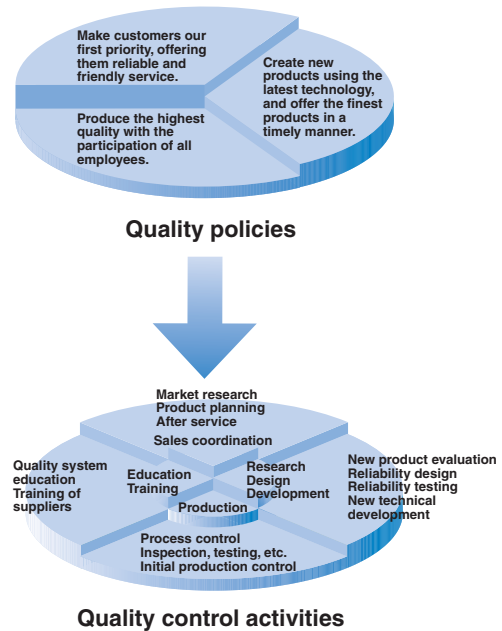 Make customers our
first priority, offering
them reliable and
friendly service.
Create new
products using the
latest technology,
and offer the finest
products in a
timely manner.
Produce the highest
quality with the
participation of all
employees.
Quality policies
Market research
Product planning
After service
Sales coordination
Quality system
education
Training of
suppliers
Education
Training
Research
Design
Development
New product evaluation
Reliability design
Reliability testing
New technical
development
Production
Process control
Inspection, testing, etc.
Initial production control
Quality control activities